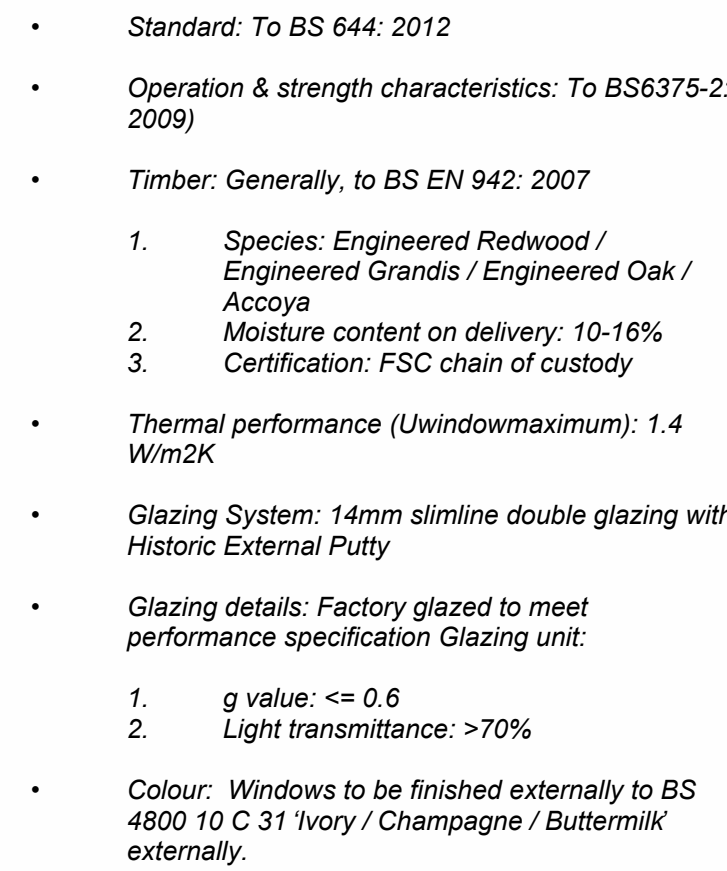 • Standard: To BS 644: 2012
• Operation & strength characteristics: To BS6375-2:
2009)
• Timber: Generally, to BS EN 942: 2007
1. Species: Engineered Redwood /
Engineered Grandis / Engineered Oak /
Accoya
2. Moisture content on delivery: 10-16%
3. Certification: FSC chain of custody
• Thermal performance (Uwindowmaximum): 1.4
W/m2K
• Glazing System: 14mm slimline double glazing with
Historic External Putty
• Glazing details: Factory glazed to meet
performance specification Glazing unit:
1. g value: <= 0.6
2. Light transmittance: >70%
• Colour: Windows to be finished externally to BS
4800 10 C 31 ‘Ivory / Champagne / Buttermilk’
externally.